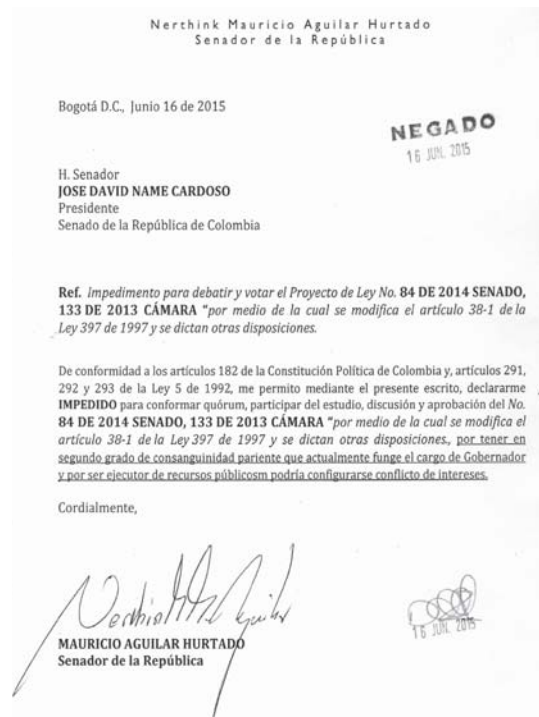 Nerthink Mauricio Aguilar Hurtado
Senador de la República
Bogotá D.C., Junio 16 de 2015
NEGADO
16 JUN. 2015
H. Senador
JOSE DAVID NAME CARDOSO
Presidente
Senado de la República de Colombia
Ref. Impedimento para debatir y votar el Proyecto de Ley No. 84 DE 2014 SENADO,
133 DE 2013 CÁMARA "por medio de la cual se modifica el artículo 38-1 de la
Ley 397 de 1997 y se dictan otras disposiciones.
De conformidad a los artículos 182 de la Constitución Política de Colombia y, artículos 291,
292 y 293 de la Ley 5 de 1992, me permito mediante el presente escrito, declararme
IMPEDIDO para conformar quórum, participar del estudio, discusión y aprobación del No.
84 DE 2014 SENADO, 133 DE 2013 CÁMARA "por medio de la cual se modifica el
artículo 38-1 de la Ley 397 de 1997 y se dictan otras disposiciones., por tener en
segundo grado de consanguinidad pariente que actualmente funge el cargo de Gobernador
y por ser ejecutor de recursos públicosm podría configurarse conflicto de intereses.
Cordialmente,
MAURICIO AGUILAR HURTADO
Senador de la República
16 JUN. 2015